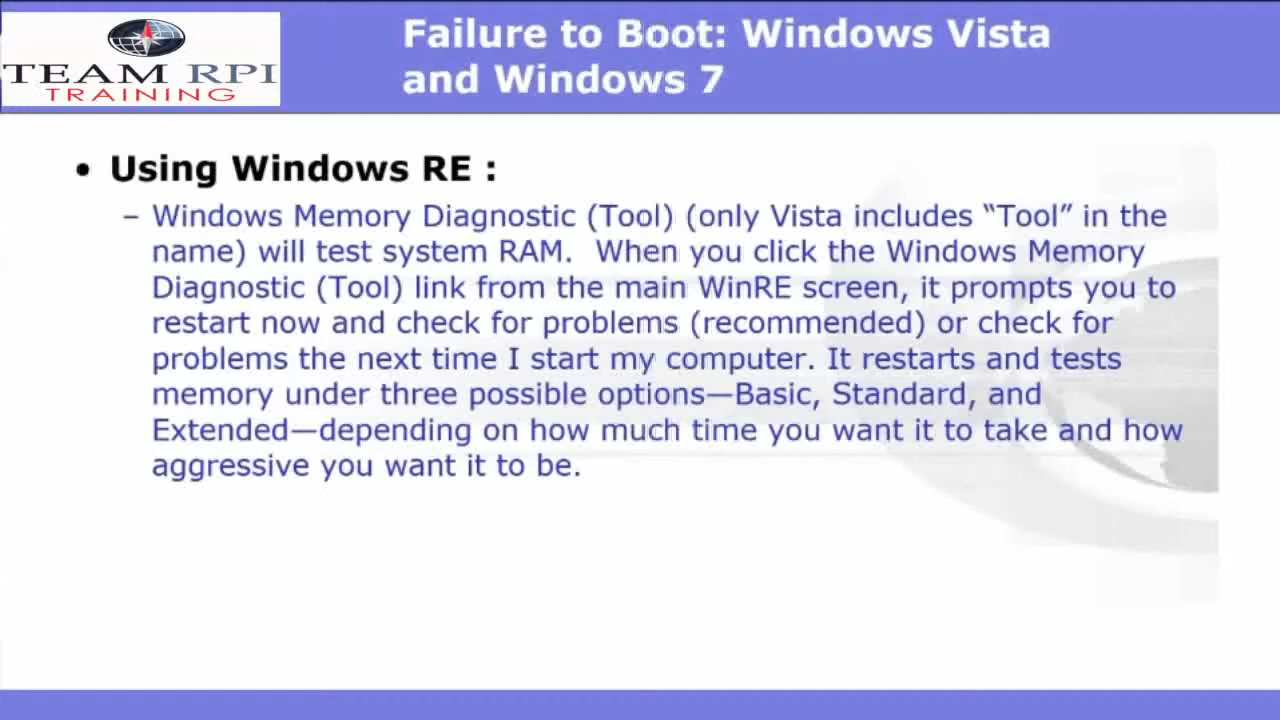 TEAM RPI
TRAINING
Failure to Boot: Windows Vista
and Windows 7
• Using Windows RE :
– Windows Memory Diagnostic (Tool) (only Vista includes “Tool” in the
name) will test system RAM.  When you click the Windows Memory
Diagnostic (Tool) link from the main WinRE screen, it prompts you to
restart now and check for problems (recommended) or check for
problems the next time I start my computer. It restarts and tests
memory under three possible options—Basic, Standard, and
Extended—depending on how much time you want it to take and how
aggressive you want it to be.